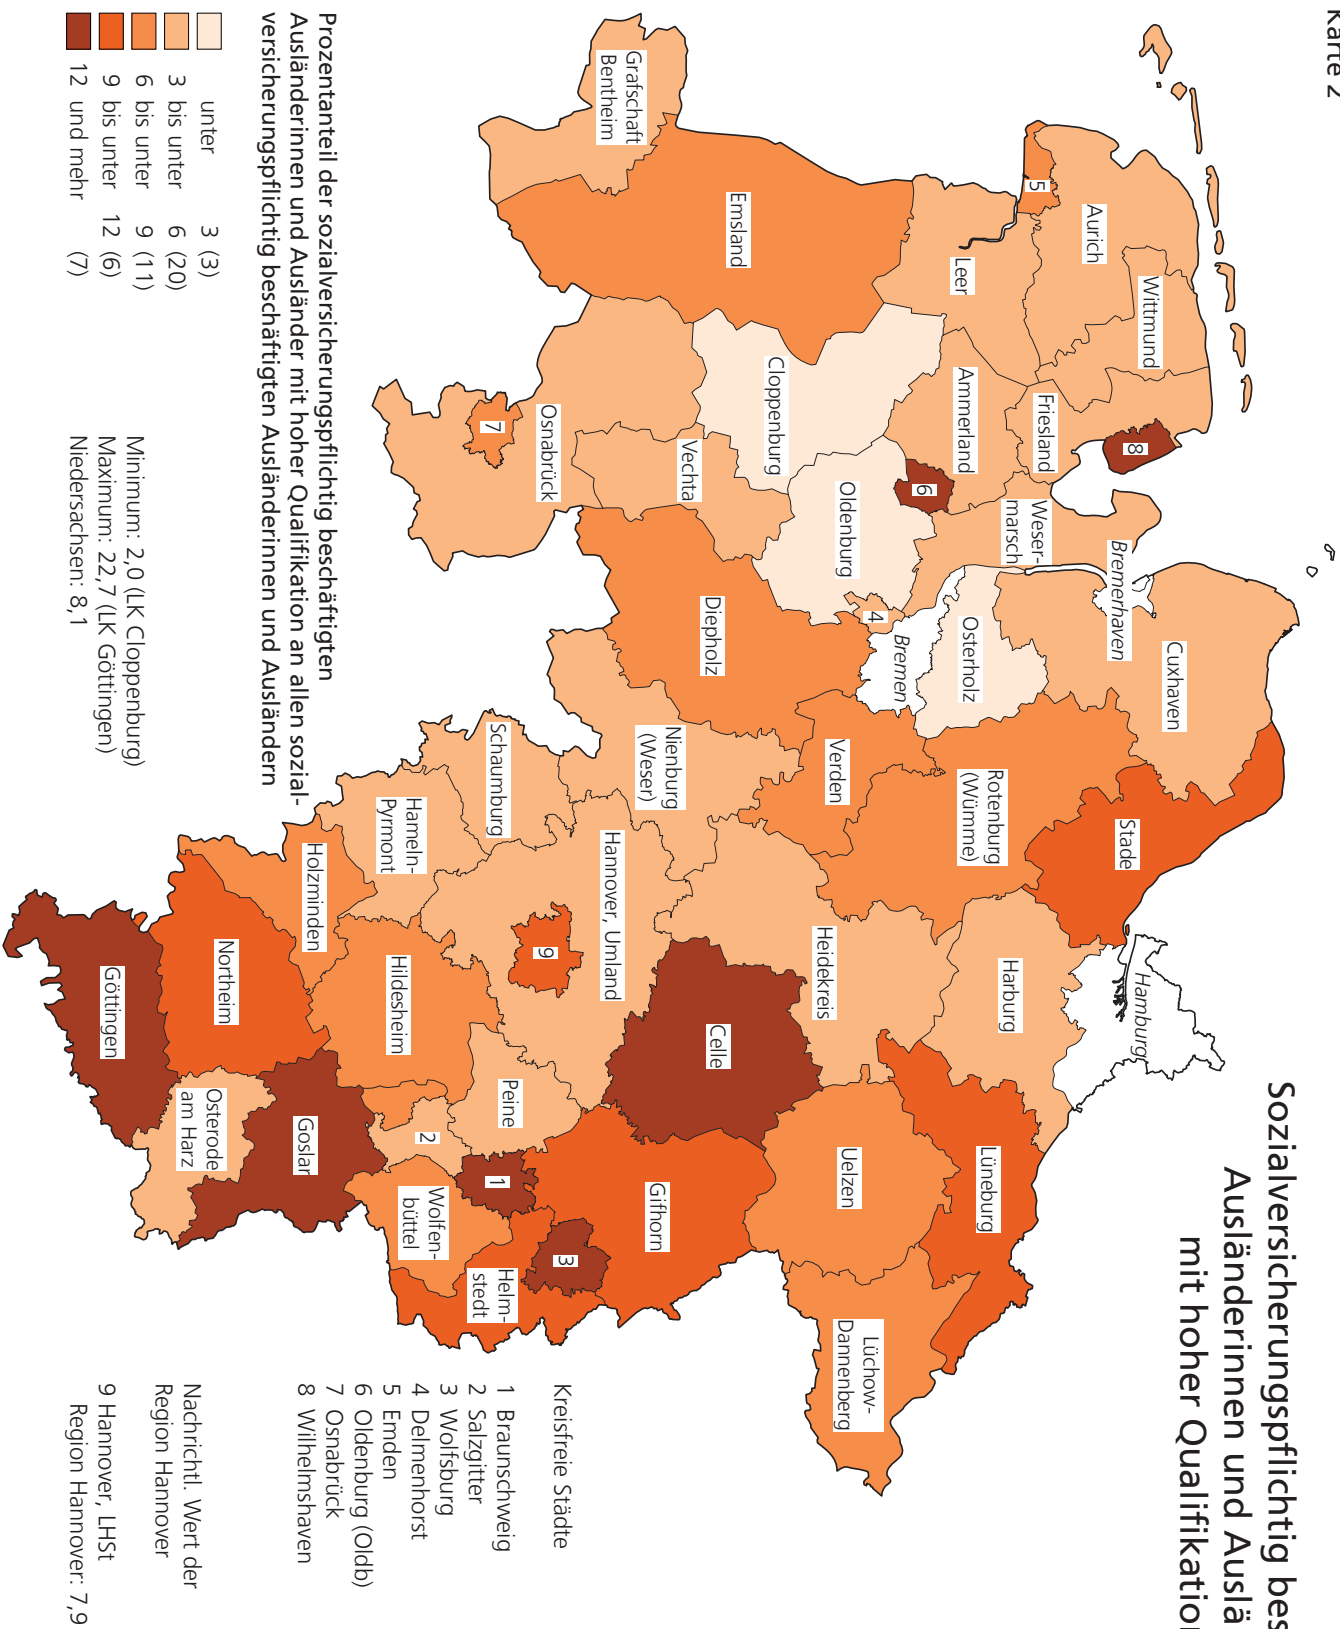 Karte 2
Sozialversicherungspflichtig bes
Ausländerinnen und Auslä
mit hoher Qualifikation
Wittmund
Aurich
5
Leer
Friesland
8
Ammerland
6
Weser-
marsch
Bremerhaven
Cuxhaven
Osterholz
Bremen
4
Oldenburg
Cloppenburg
Emsland
Grafschaft
Bentheim
Vechta
Osnabrück
7
Diepholz
Verden
Rotenburg
(Wümme)
Stade
Hamburg
Harburg
Heidekreis
Lüneburg
Uelzen
Lüchow-
Dannenberg
Celle
Gifhorn
Nienburg
(Weser)
Schaumburg
Hannover, Umland
9
Hameln-
Pyrmont
Holzminden
Hildesheim
Peine
2
1
3
Helm-
stedt
Wolfen-
büttel
Goslar
Northeim
Göttingen
Osterode
am Harz
Kreisfreie Städte
1 Braunschweig
2 Salzgitter
3 Wolfsburg
4 Delmenhorst
5 Emden
6 Oldenburg (Oldb)
7 Osnabrück
8 Wilhelmshaven
Nachrichtl. Wert der
Region Hannover
9 Hannover, LHSt
Region Hannover: 7,9
Prozentanteil der sozialversicherungspflichtig beschäftigten
Ausländerinnen und Ausländer mit hoher Qualifikation an allen sozial-
versicherungspflichtig beschäftigten Ausländerinnen und Ausländern
unter 3 (3)
3 bis unter 6 (20)
6 bis unter 9 (11)
9 bis unter 12 (6)
12 und mehr (7)
Minimum: 2,0 (LK Cloppenburg)
Maximum: 22,7 (LK Göttingen)
Niedersachsen: 8,1